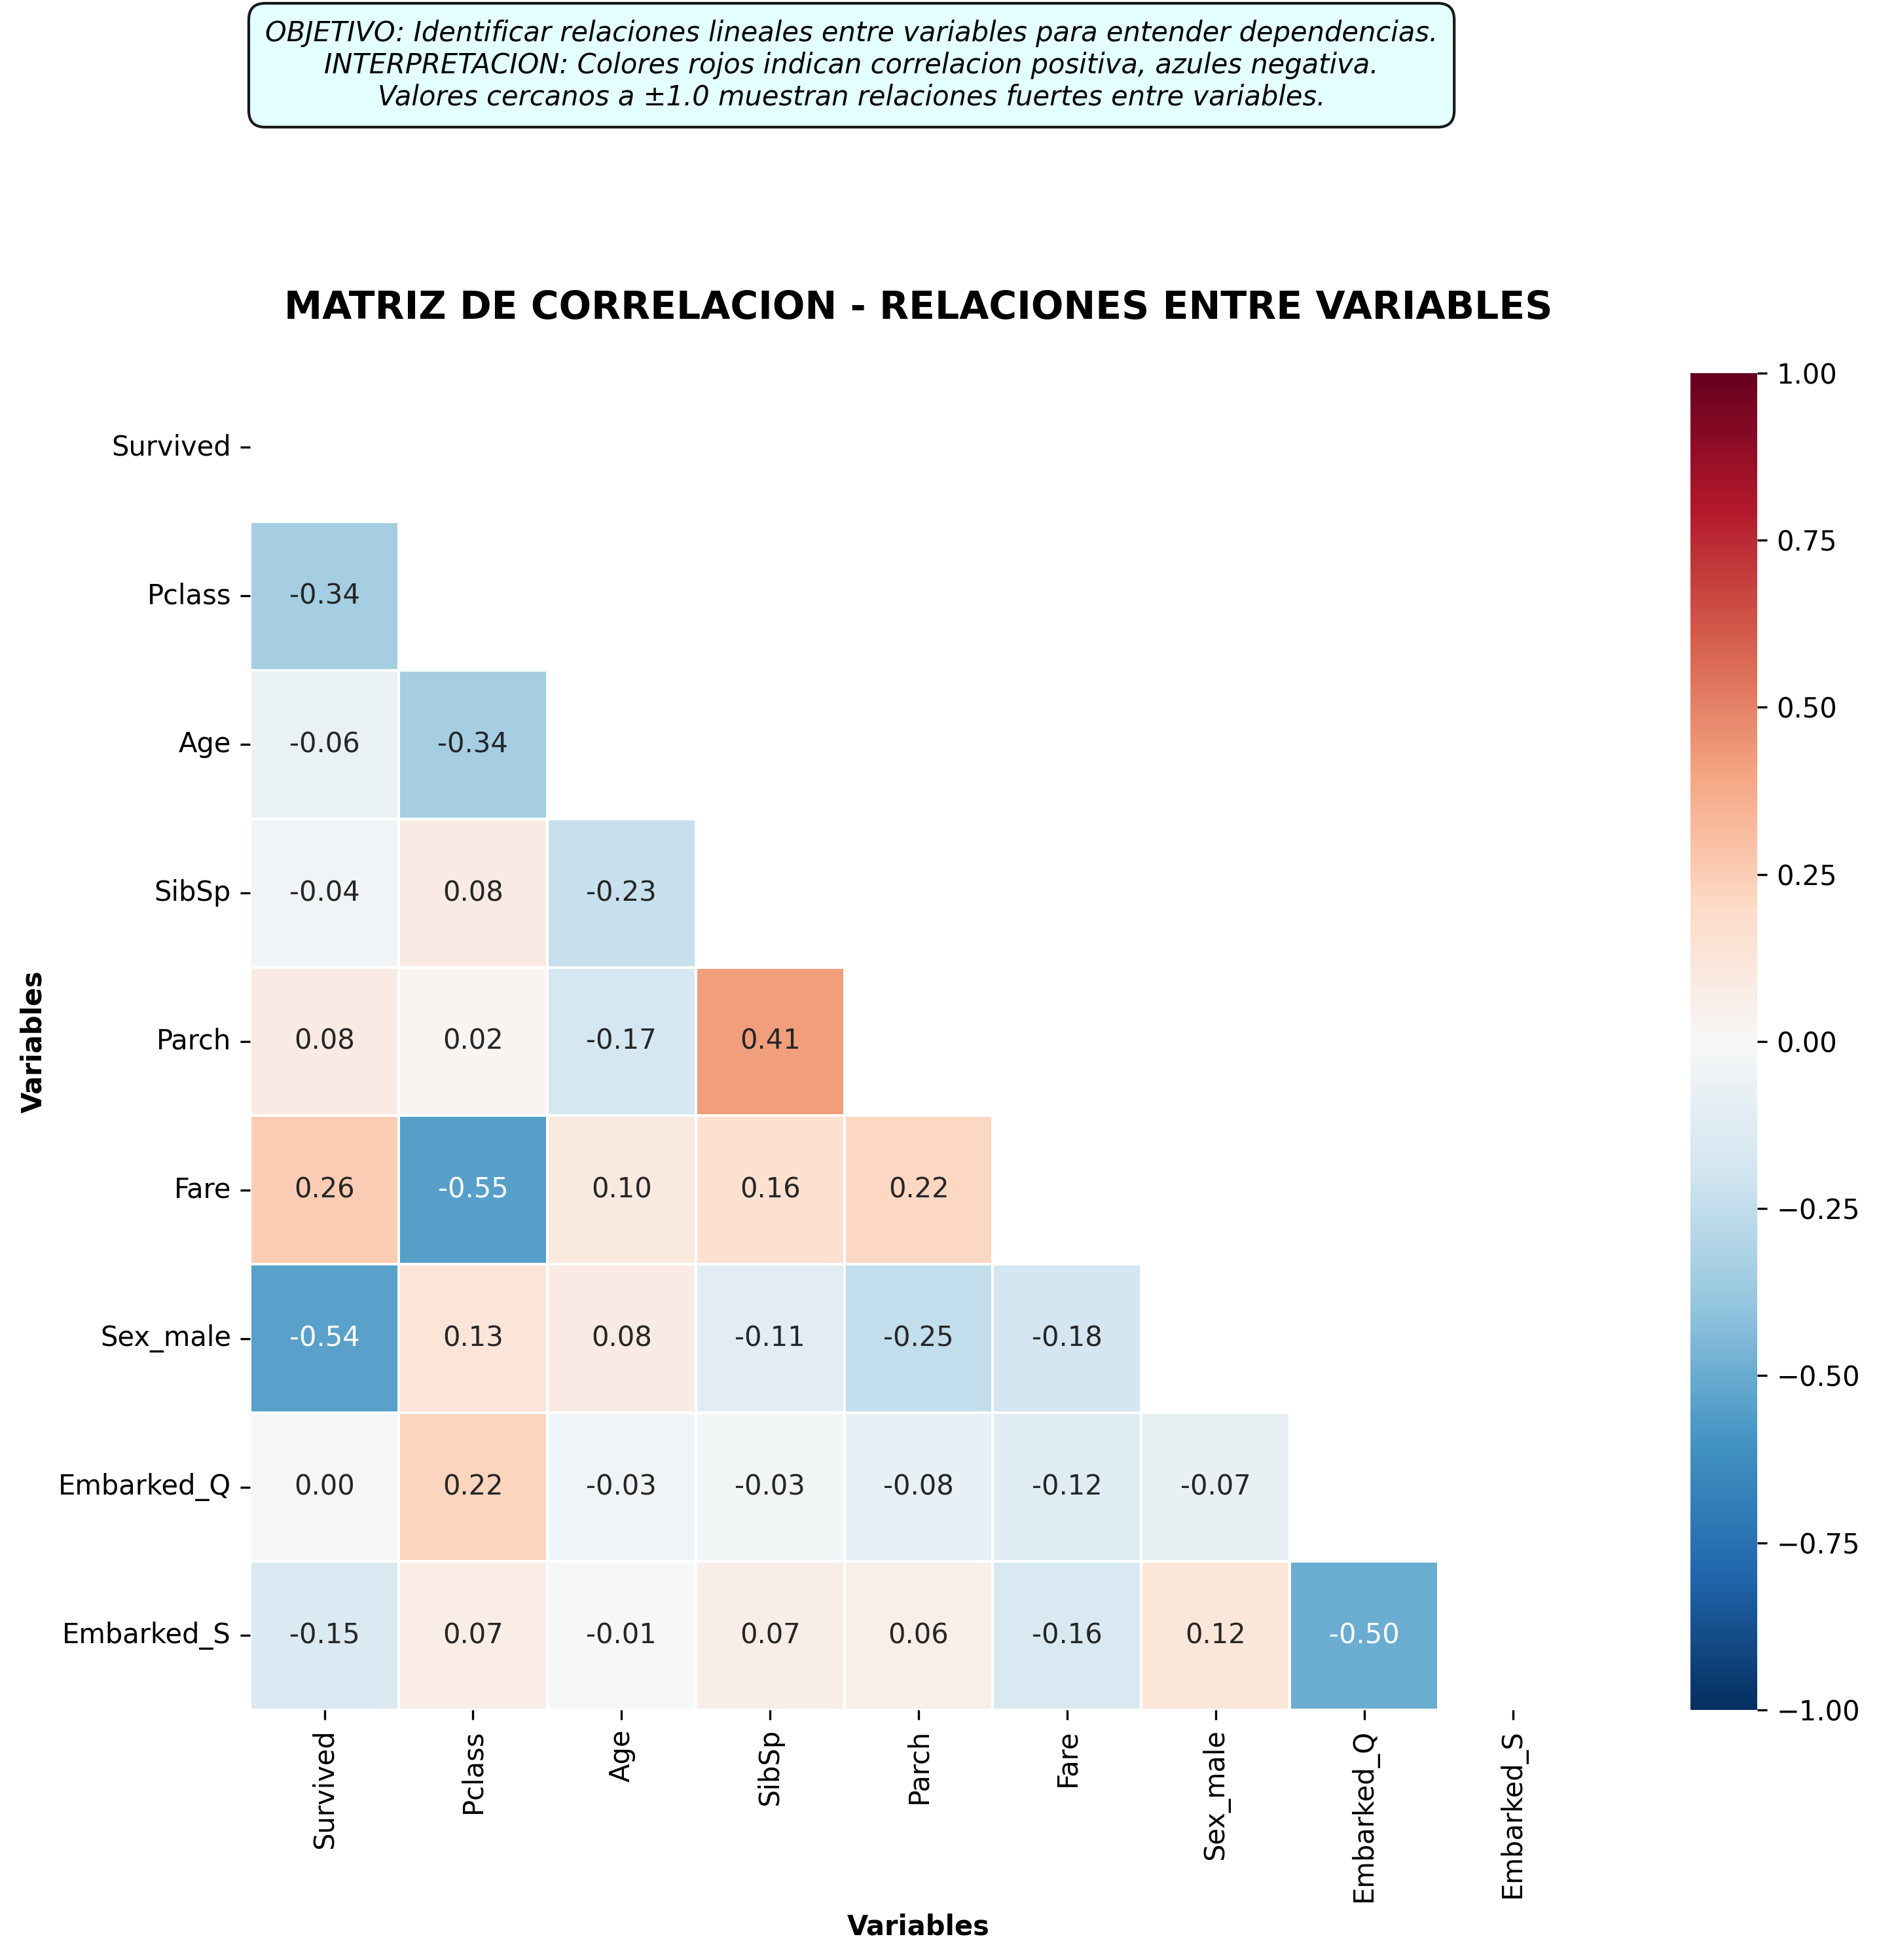 OBJETIVO: Identificar relaciones lineales entre variables para entender dependencias.
INTERPRETACION: Colores rojos indican correlacion positiva, azules negativa.
Valores cercanos a ±1.0 muestran relaciones fuertes entre variables.
MATRIZ DE CORRELACION - RELACIONES ENTRE VARIABLES
Survived
Pclass -0.34
Age -0.06 -0.34
SibSp -0.04 0.08 -0.23
Parch 0.08 0.02 -0.17 0.41
Fare 0.26 -0.55 0.10 0.16 0.22
Sex_male -0.54 0.13 0.08 -0.11 -0.25 -0.18
Embarked_Q 0.00 0.22 -0.03 -0.03 -0.08 -0.12 -0.07
Embarked_S -0.15 0.07 -0.01 0.07 0.06 -0.16 0.12 -0.50
Survived Pclass Age SibSp Parch Fare Sex_male Embarked_Q Embarked_S
Variables
Variables
1.00
0.75
0.50
0.25
0.00
−0.25
−0.50
−0.75
−1.00